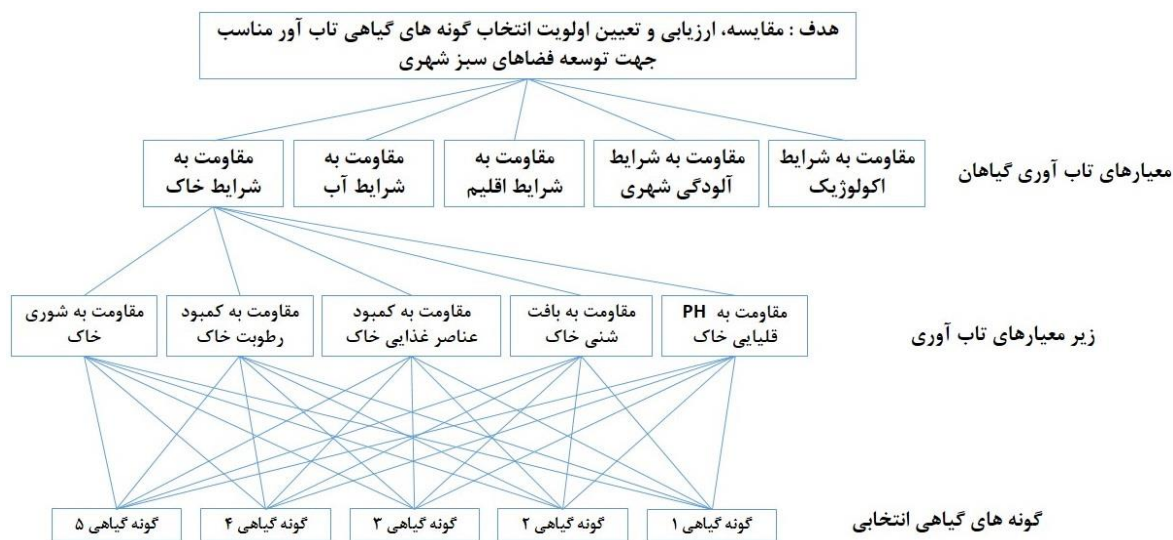 هدف : مقایسه، ارزیابی و تعیین اولویت انتخاب گونه های گیاهی تاب آور مناسب
جهت توسعه فضاهای سبز شهری
معیارهای تاب آوری گیاهان
مقاومت به شرایط
اکولوژیک
مقاومت به شرایط
آلودگی شهری
مقاومت به
شرایط اقلیم
مقاومت به
شرایط آب
مقاومت به
شرایط خاک
زیر معیارهای تاب آوری
مقاومت به PH
قلیایی خاک
مقاومت به بافت
شنی خاک
مقاومت به کمبود
عناصر غذایی خاک
مقاومت به کمبود
رطوبت خاک
مقاومت به شوری
خاک
گونه های گیاهی انتخابی
گونه گیاهی ۱
گونه گیاهی ۲
گونه گیاهی ۳
گونه گیاهی ۴
گونه گیاهی ۵